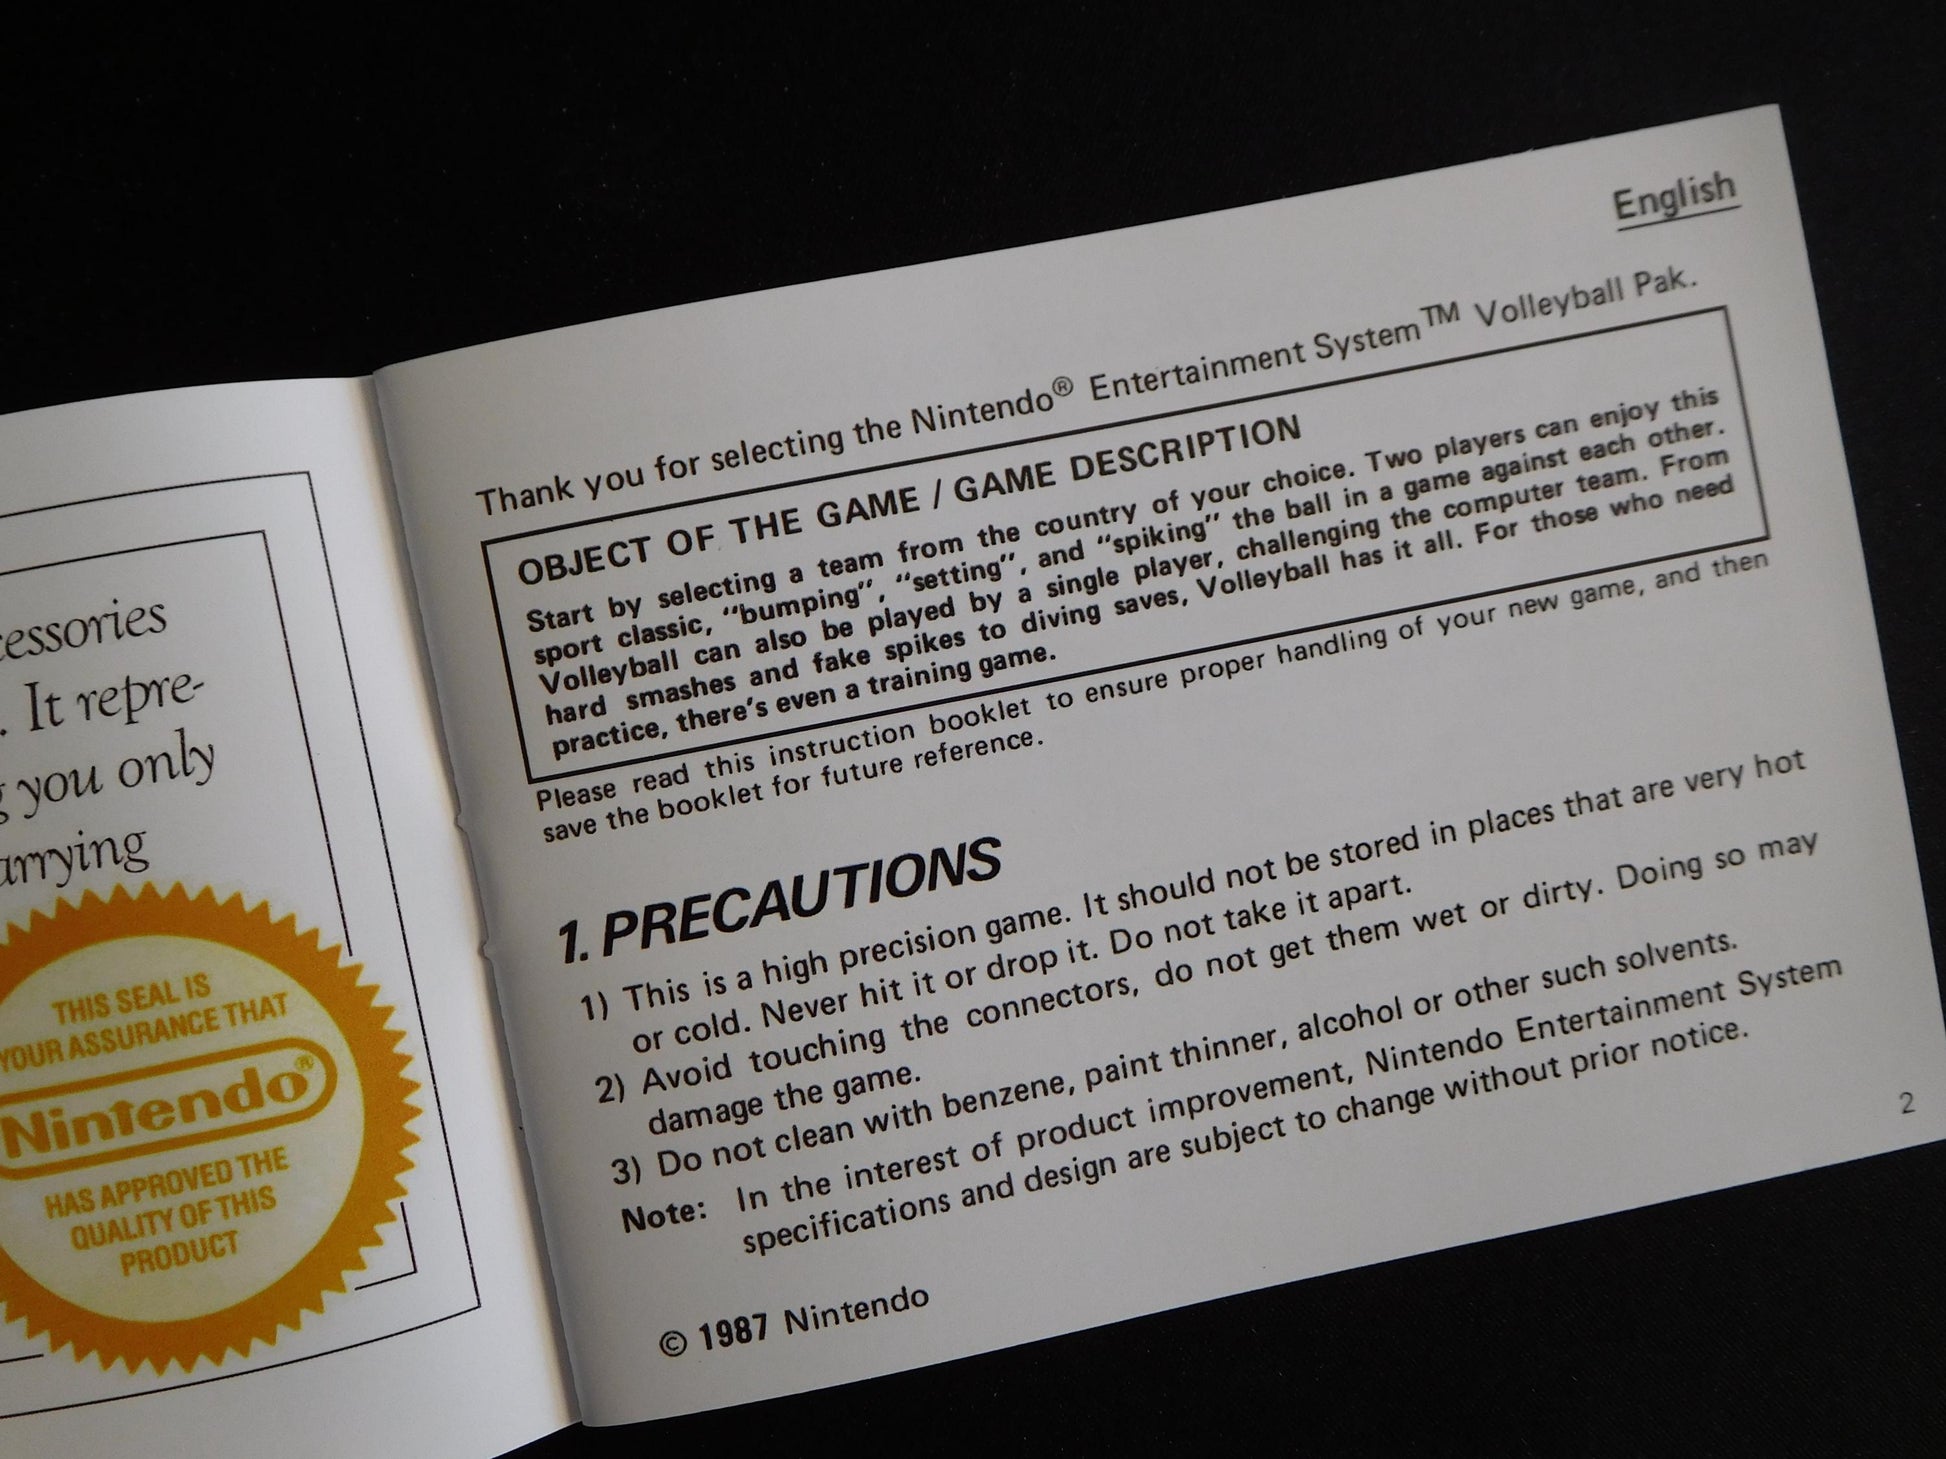 cessories
. It repre-
g you only
arrying
THIS SEAL IS
YOUR ASSURANCE THAT
Nintendo®
HAS APPROVED THE
QUALITY OF THIS
PRODUCT
English
Thank you for selecting the Nintendo® Entertainment System™ Volleyball Pak.
OBJECT OF THE GAME / GAME DESCRIPTION
Start by selecting a team from the country of your choice. Two players can enjoy this
sport classic, "bumping", "setting", and "spiking" the ball in a game against each other.
Volleyball can also be played by a single player, challenging the computer team. From
hard smashes and fake spikes to diving saves, Volleyball has it all. For those who need
practice, there's even a training game.
Please read this instruction booklet to ensure proper handling of your new game, and then
save the booklet for future reference.
1. PRECAUTIONS
1) This is a high precision game. It should not be stored in places that are very hot
or cold. Never hit it or drop it. Do not take it apart.
2) Avoid touching the connectors, do not get them wet or dirty. Doing so may
damage the game.
3) Do not clean with benzene, paint thinner, alcohol or other such solvents.
Note: In the interest of product improvement, Nintendo Entertainment System
specifications and design are subject to change without prior notice.
2
© 1987 Nintendo